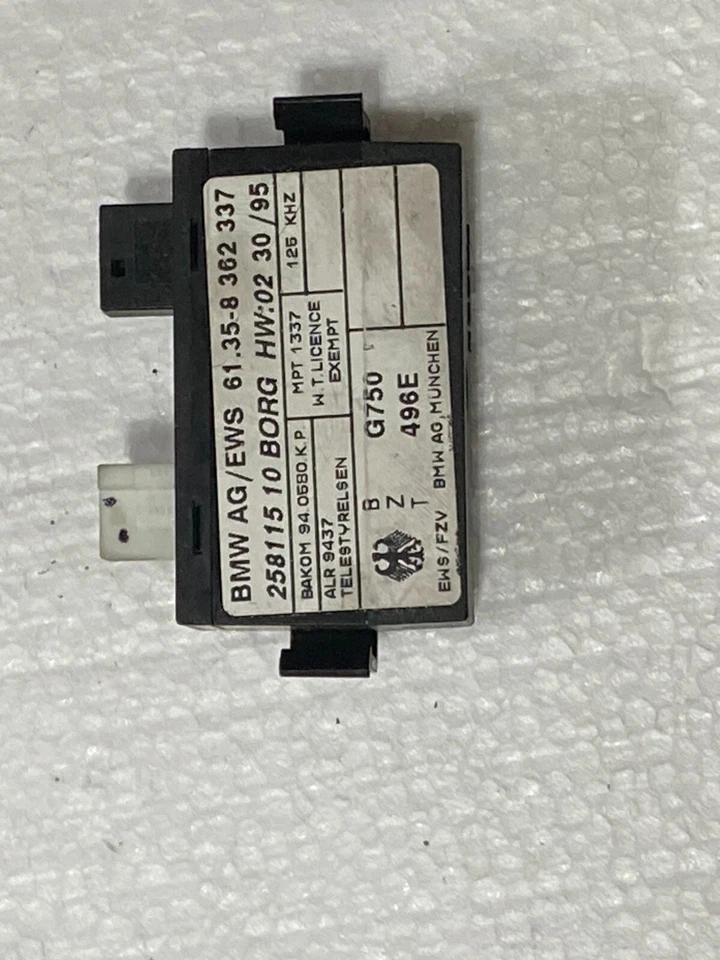 BMW AG/EWS 61.35-8 362 337
258115 10 BORG HW:02 30/95
BAKOM 94.0580.K.P
MPT 1337
125 KHZ
W.T.LICENCE
EXEMPT
ALR 9437
TELESTYRELSEN
B
Z
T
G750
496E
EWS/FZV BMW AG, MÜNCHEN